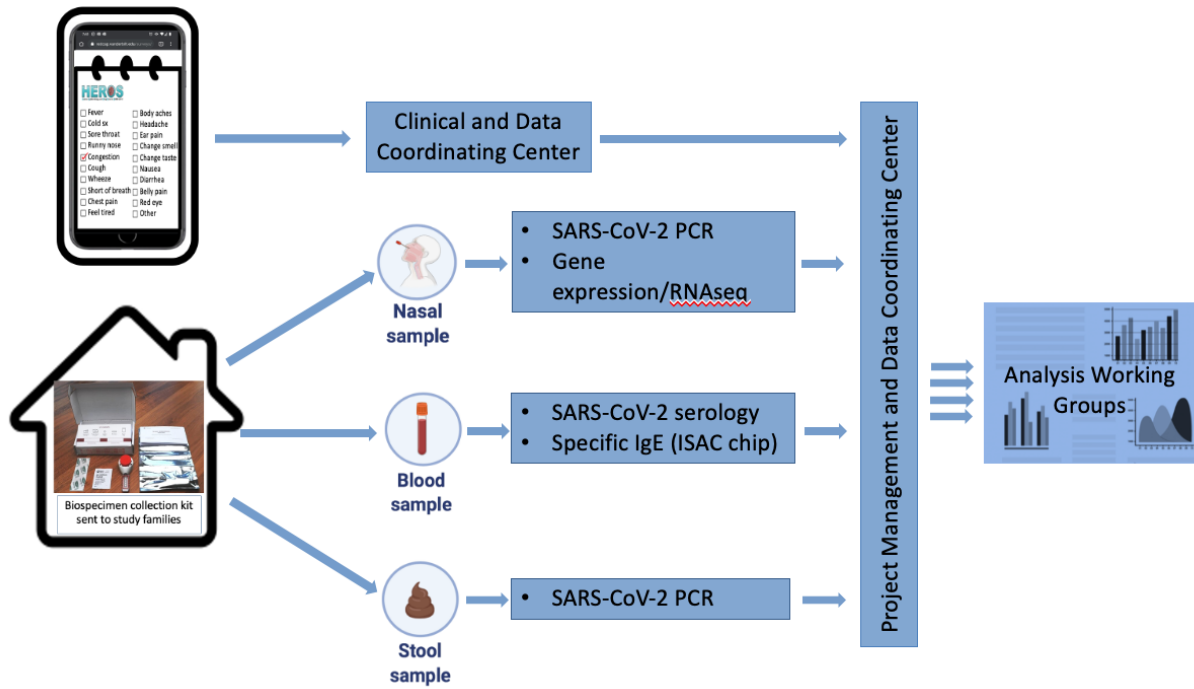 HEROS
Fever
Cold sx
Sore throat
Runny nose
Congestion
Cough
Wheeze
Short of breath
Chest pain
Feel tired
Body aches
Headache
Ear pain
Change smell
Change taste
Nausea
Diarrhea
Belly pain
Red eye
Other
Clinical and Data
Coordinating Center
Nasal
sample
• SARS-CoV-2 PCR
• Gene
expression/RNAseq
Biospecimen collection kit
sent to study families
Blood
sample
• SARS-CoV-2 serology
• Specific IgE (ISAC chip)
Stool
sample
• SARS-CoV-2 PCR
Project Management and Data Coordinating Center
Analysis Working
Groups